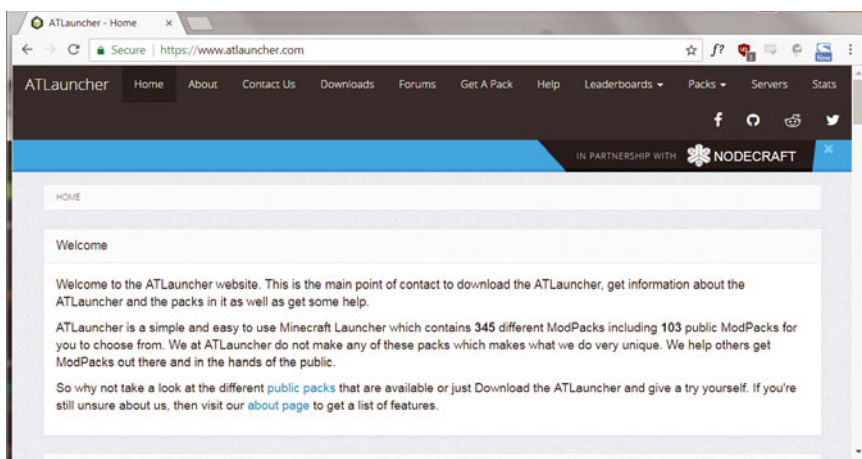 ATLauncher - Home
Secure https://www.atlauncher.com
f?
New
ATLauncher Home About Contact Us Downloads Forums Get A Pack Help Leaderboards Packs Servers Stats
IN PARTNERSHIP WITH NODECRAFT
HOME
Welcome
Welcome to the ATLauncher website. This is the main point of contact to download the ATLauncher, get information about the
ATLauncher and the packs in it as well as get some help.
ATLauncher is a simple and easy to use Minecraft Launcher which contains 345 different ModPacks including 103 public ModPacks for
you to choose from. We at ATLauncher do not make any of these packs which makes what we do very unique. We help others get
ModPacks out there and in the hands of the public.
So why not take a look at the different public packs that are available or just Download the ATLauncher and give a try yourself. If you're
still unsure about us, then visit our about page to get a list of features.